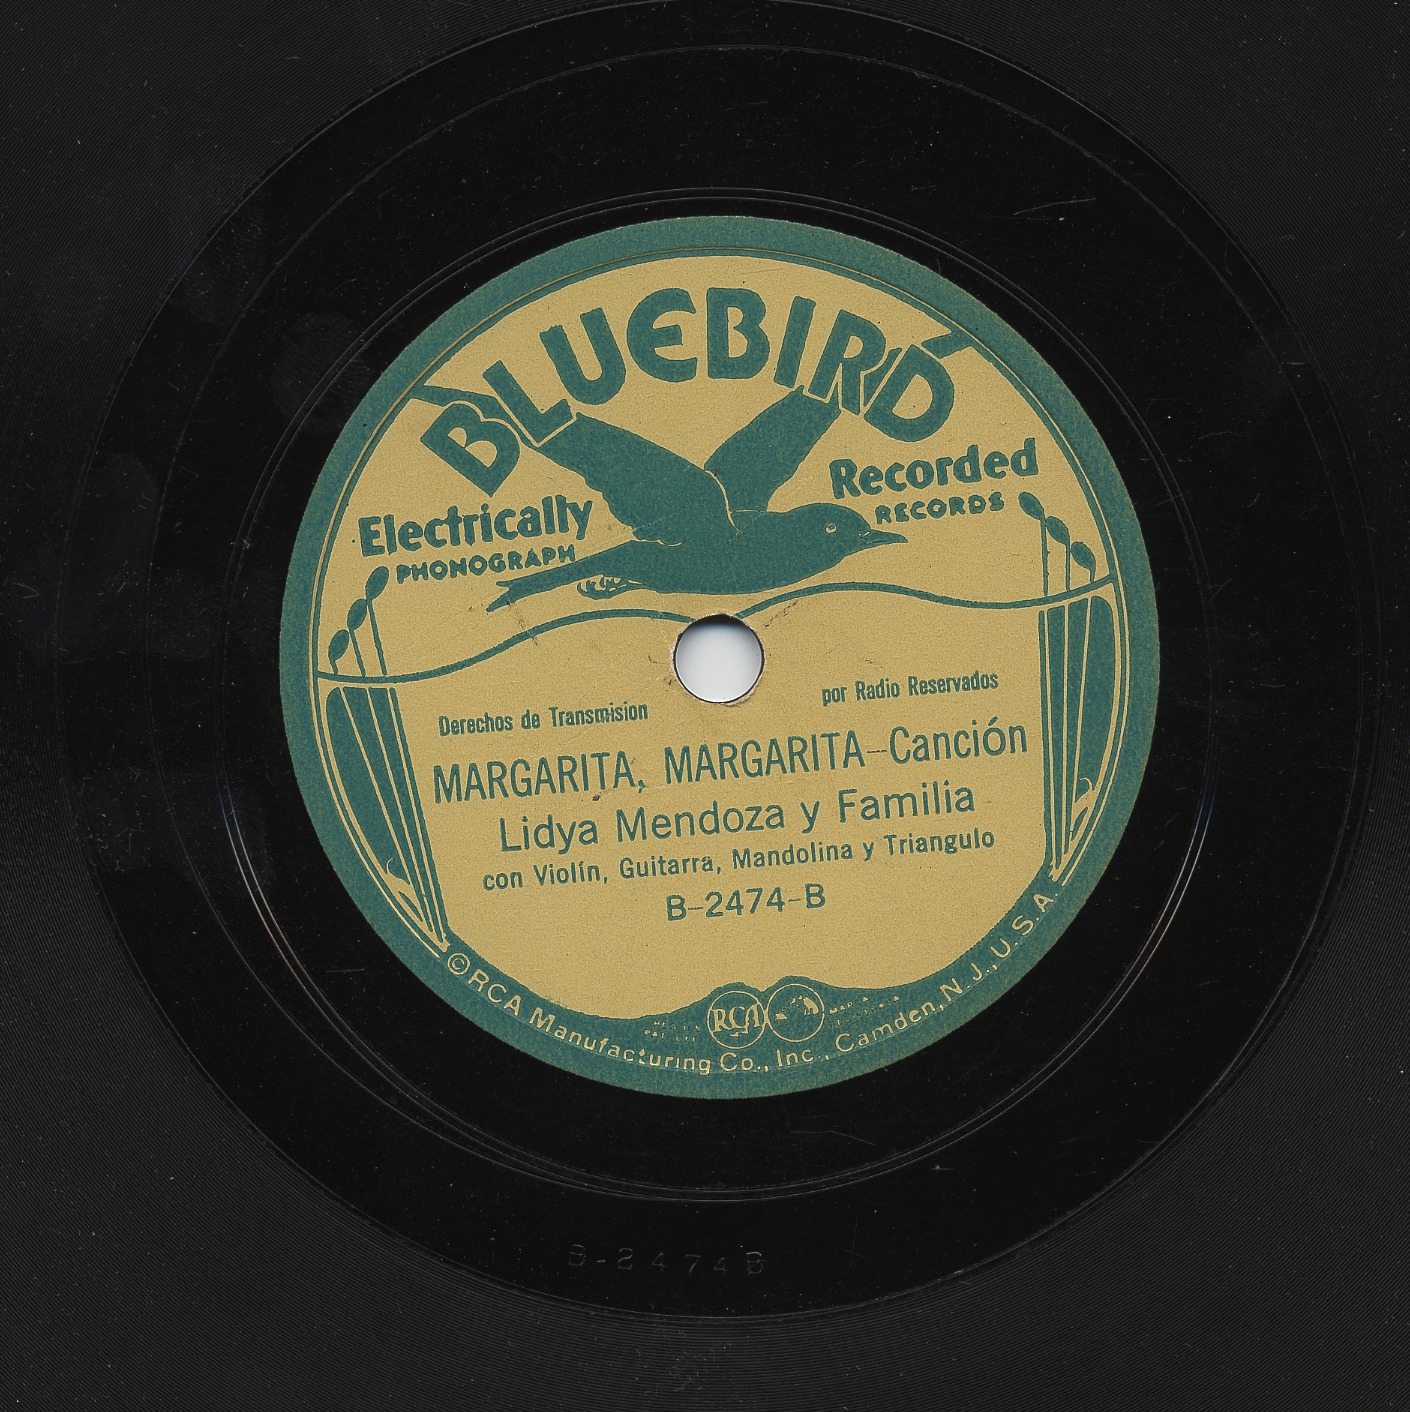 BLUEBIRD
Electrically Recorded
PHONOGRAPH RECORDS
Derechos de Transmision por Radio Reservados
MARGARITA, MARGARITA–Canción
Lidya Mendoza y Familia
con Violín, Guitarra, Mandolina y Triangulo
B–2474–B
RCA
©RCA Manufacturing Co., Inc., Camden, N.J., U.S.A.
B-2474B